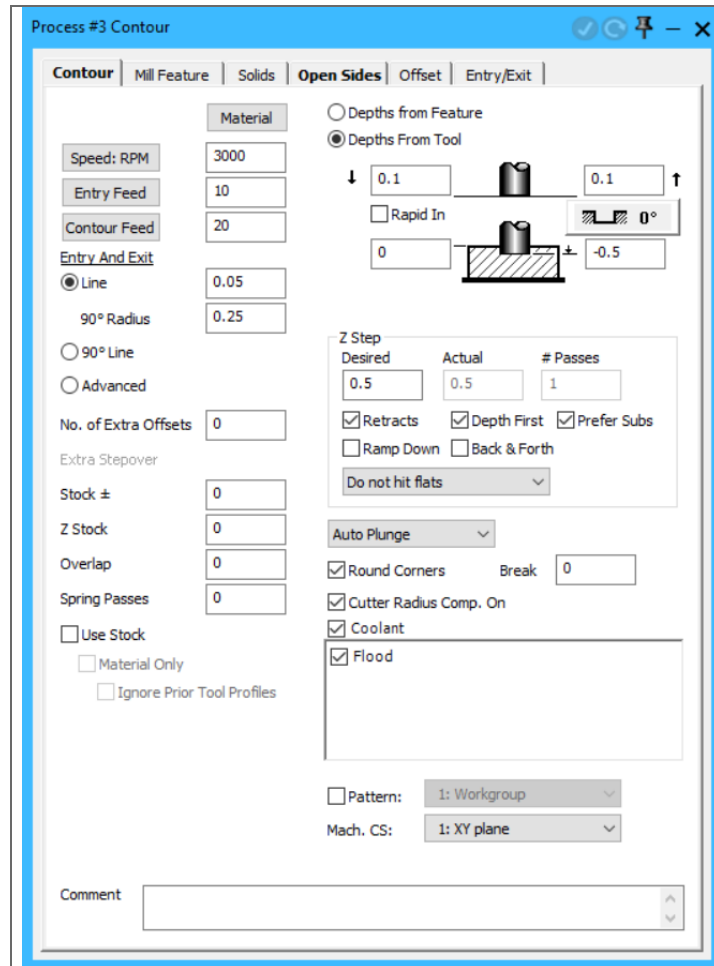 Process #3 Contour
Contour Mill Feature Solids Open Sides Offset Entry/Exit
Material
Speed: RPM 3000
Entry Feed 10
Contour Feed 20
Entry And Exit
Line 0.05
90° Radius 0.25
90° Line
Advanced
No. of Extra Offsets 0
Extra Stepover
Stock ± 0
Z Stock 0
Overlap 0
Spring Passes 0
Use Stock
Material Only
Ignore Prior Tool Profiles
Depths from Feature
Depths From Tool
0.1 0.1
Rapid In 0°
0 -0.5
Z Step
Desired Actual # Passes
0.5 0.5 1
Retracts Depth First Prefer Subs
Ramp Down Back & Forth
Do not hit flats
Auto Plunge
Round Corners Break 0
Cutter Radius Comp. On
Coolant
Flood
Pattern: 1: Workgroup
Mach. CS: 1: XY plane
Comment